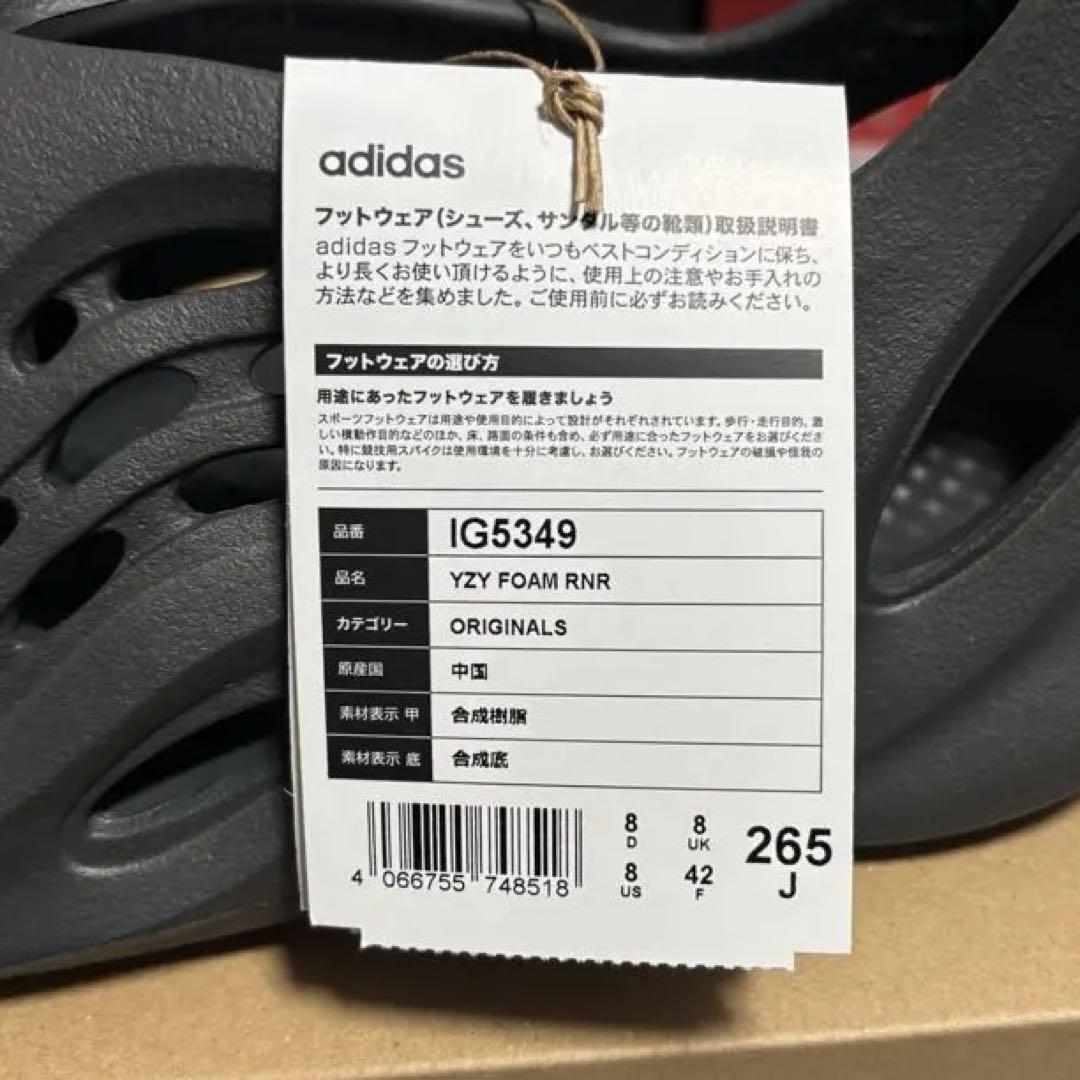 adidas
フットウェア(シューズ、サンダル等の靴類)取扱説明書
adidas フットウェアをいつもベストコンディションに保ち、
より長くお使い頂けるように、使用上の注意やお手入れの
方法などを集めました。ご使用前に必ずお読みください。
フットウェアの選び方
用途にあったフットウェアを履きましょう
スポーツフットウェアは用途や使用目的によって設計がそれぞれされています。歩行・走行目的、激
しい横動作目的などのほか、床、路面の条件も含め、必ず用途に合ったフットウェアをお選びくださ
い。特に競技用スパイクは使用環境を十分に考慮し、お選びください。フットウェアの破損や怪我の
原因になります。
品番 IG5349
品名 YZY FOAM RNR
カテゴリー ORIGINALS
原産国 中国
素材表示 甲 合成樹脂
素材表示 底 合成底
4 066755 748518
8 D 8 UK
8 US 42 F
265 J